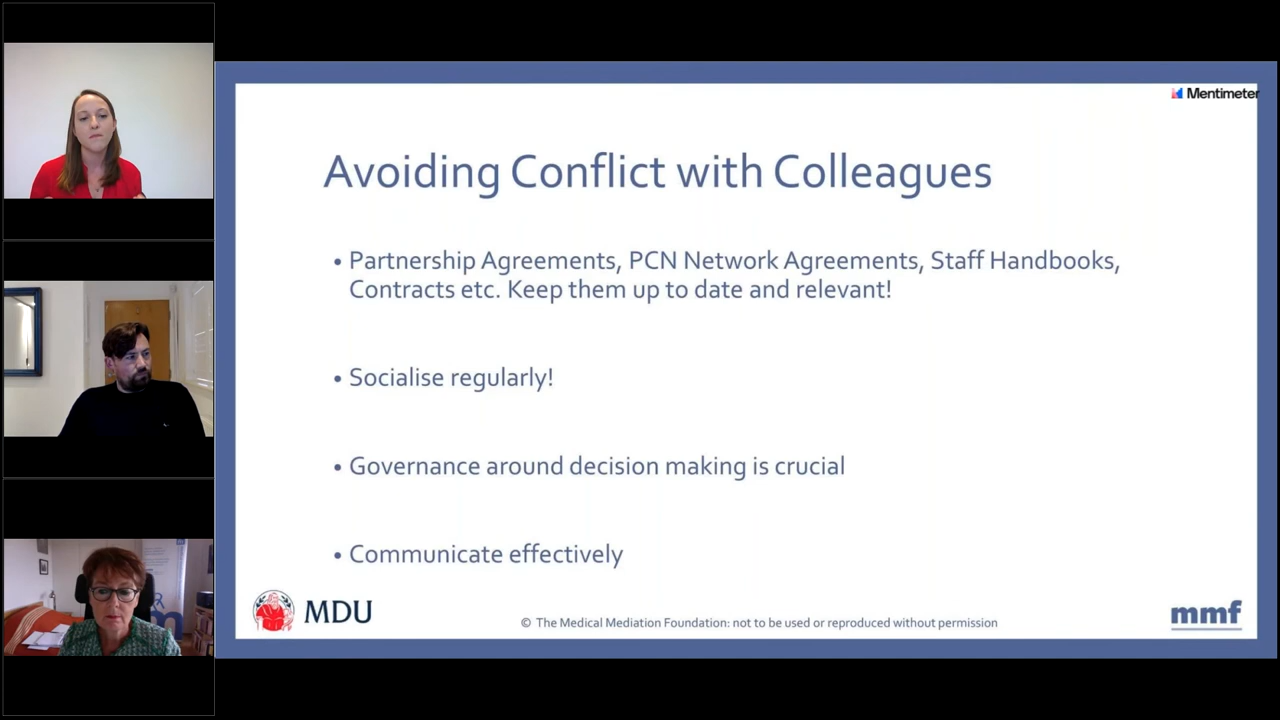 Mentimeter
Avoiding Conflict with Colleagues
• Partnership Agreements, PCN Network Agreements, Staff Handbooks,
Contracts etc. Keep them up to date and relevant!
• Socialise regularly!
• Governance around decision making is crucial
• Communicate effectively
MDU
© The Medical Mediation Foundation: not to be used or reproduced without permission
mmf